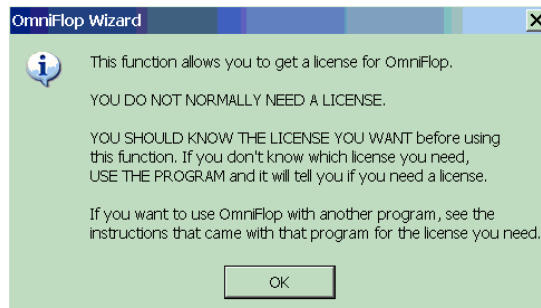 OmniFlop Wizard
This function allows you to get a license for OmniFlop.
YOU DO NOT NORMALLY NEED A LICENSE.
YOU SHOULD KNOW THE LICENSE YOU WANT before using
this function. If you don't know which license you need,
USE THE PROGRAM and it will tell you if you need a license.
If you want to use OmniFlop with another program, see the
instructions that came with that program for the license you need.
OK